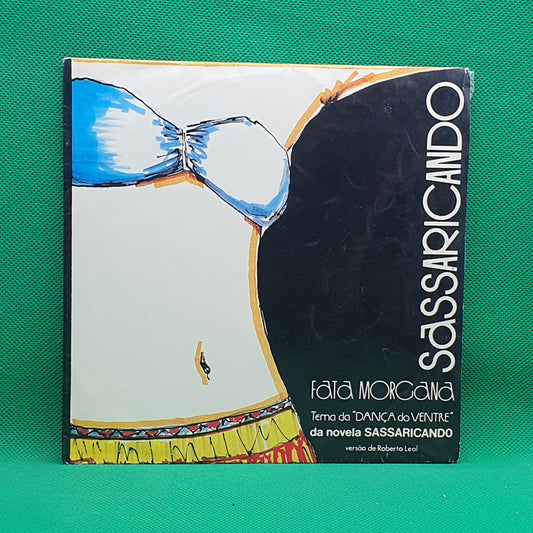 SASSARICANDO
FATA MORGANA
Tema da "DANÇA do VENTRE"
da novela SASSARICANDO
versão de Roberto Leal